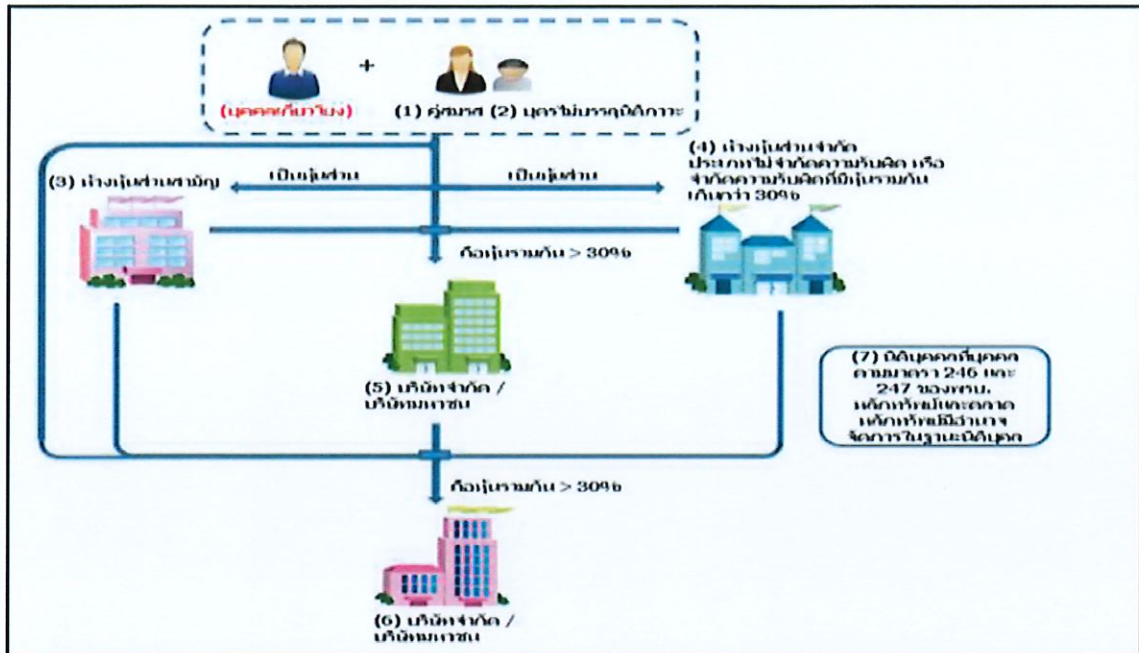 +
(บุคคลเกี่ยวโยง)
(1) คู่สมรส (2) บุตรไม่บรรลุนิติภาวะ
(3) ห้างหุ้นส่วนสามัญ
เป็นหุ้นส่วน
เป็นหุ้นส่วน
(4) ห้างหุ้นส่วนจำกัด
ประเภทไม่จำกัดความรับผิด หรือ
จำกัดความรับผิดที่มีหุ้นรวมกัน
เกินกว่า 30%
ถือหุ้นรวมกัน > 30%
(5) บริษัทจำกัด /
บริษัทมหาชน
(7) นิติบุคคลที่บุคคล
ตามมาตรา 246 และ
247 ของพรบ.
หลักทรัพย์และตลาด
หลักทรัพย์มีอำนาจ
จัดการในฐานะนิติบุคคล
ถือหุ้นรวมกัน > 30%
(6) บริษัทจำกัด /
บริษัทมหาชน